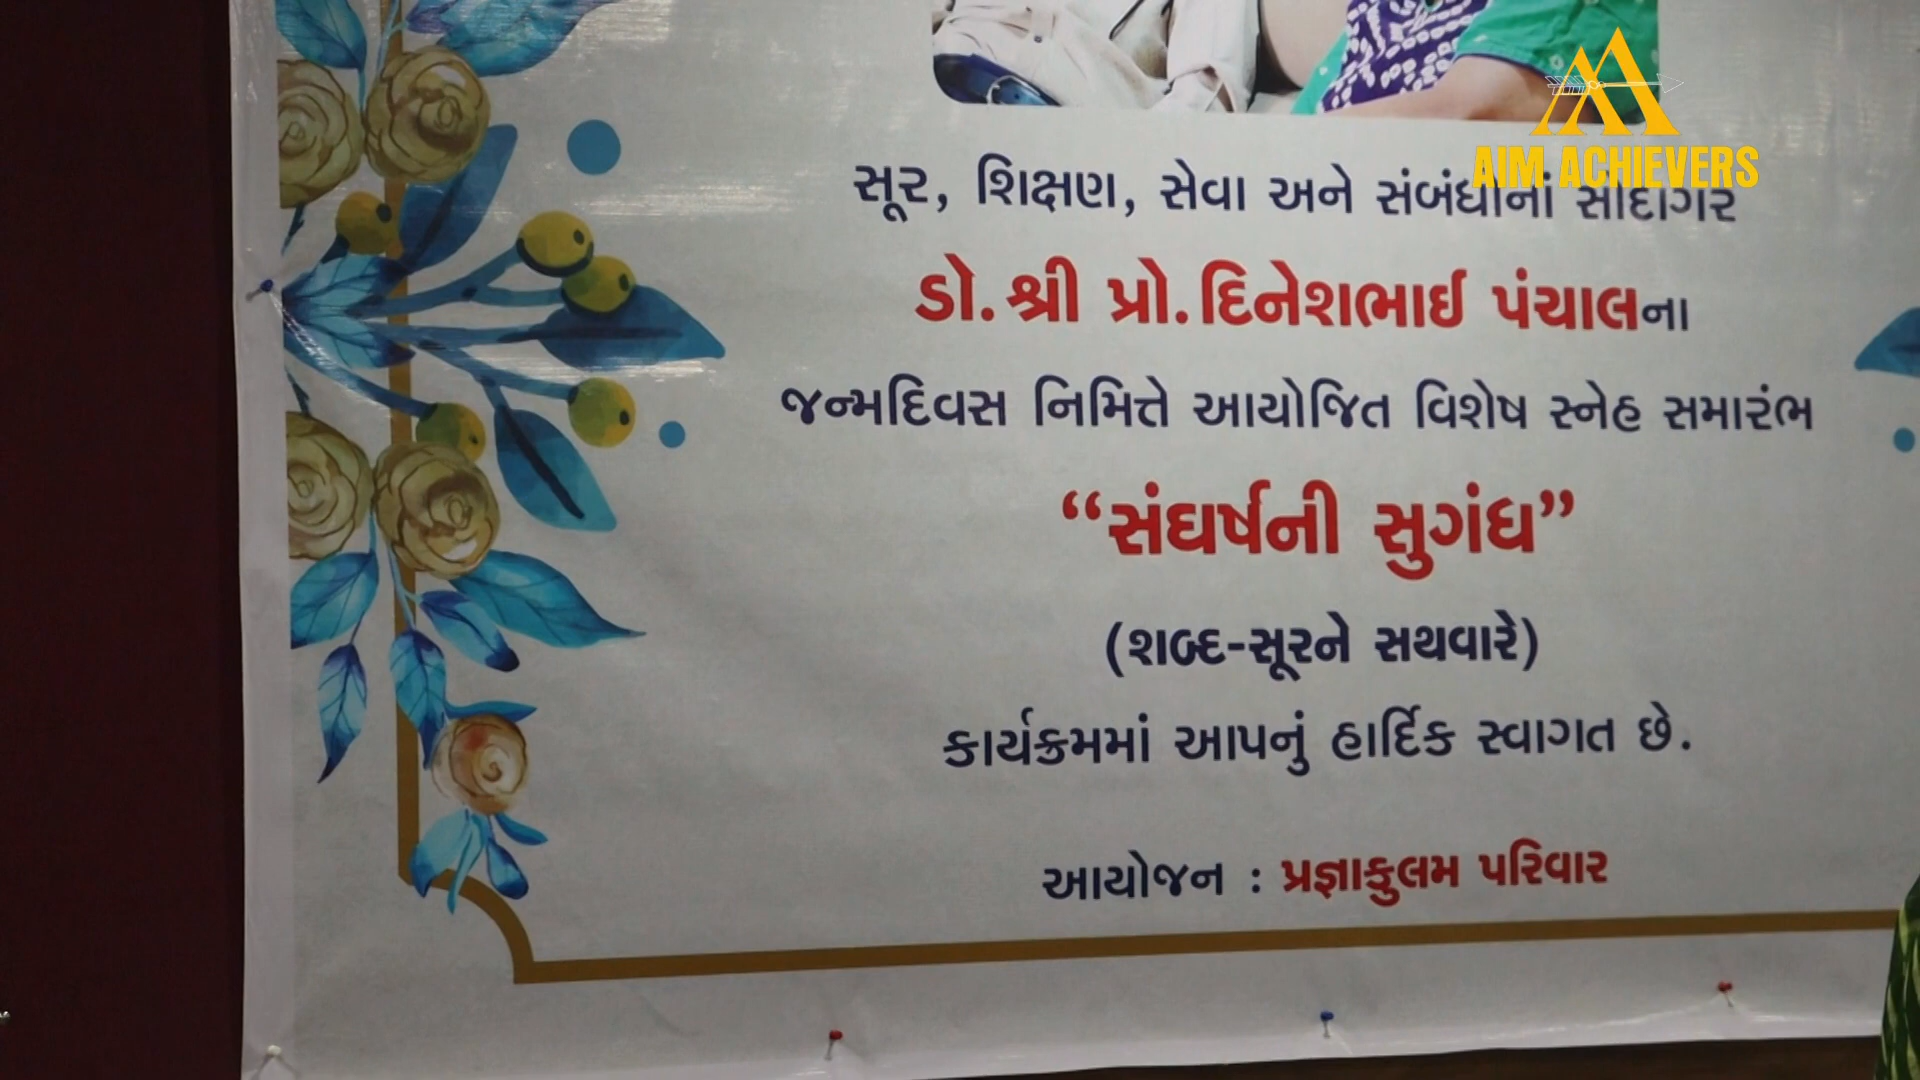 AIM ACHIEVERS
સૂર, શિક્ષણ, સેવા અને સંબંધોનાં સોદાગર
ડો. શ્રી પ્રો. દિનેશભાઈ પંચાલના
જન્મદિવસ નિમિત્તે આયોજિત વિશેષ સ્નેહ સમારંભ
“સંઘર્ષની સુગંધ”
(શબ્દ-સૂરને સથવારે)
કાર્યક્રમમાં આપનું હાર્દિક સ્વાગત છે.
આયોજન : પ્રજ્ઞાકુલમ પરિવાર